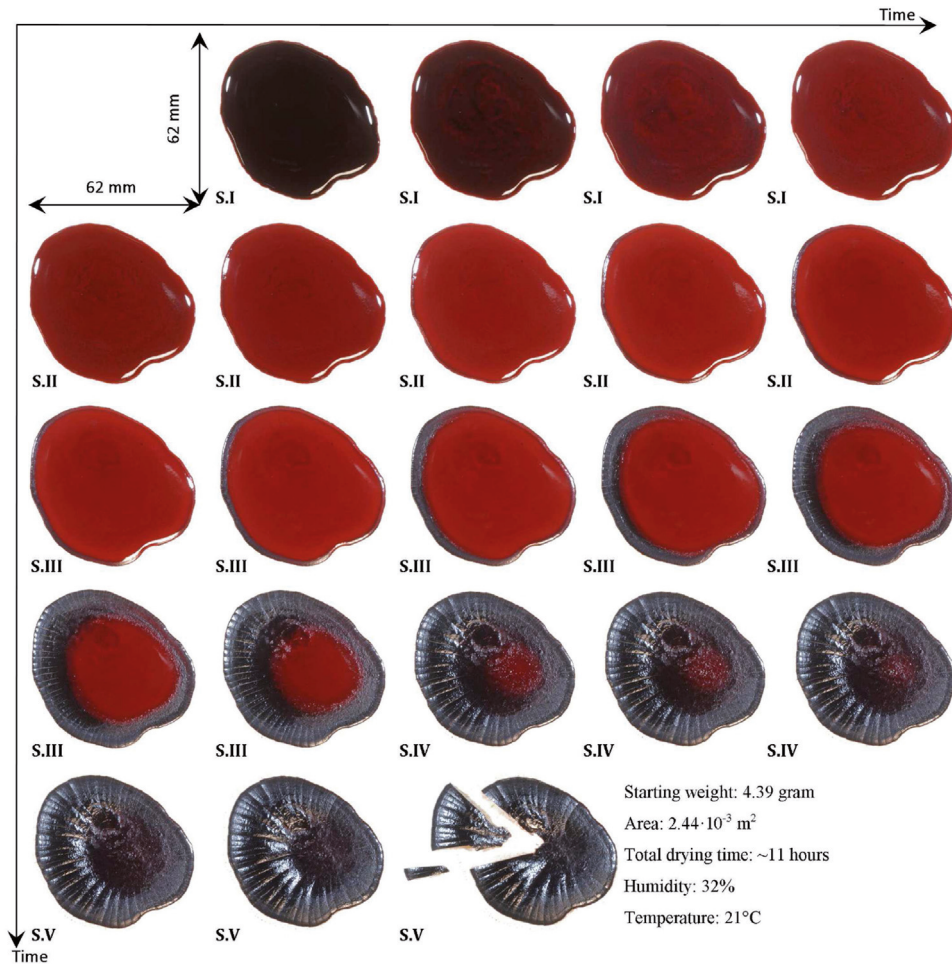 Time
62 mm
62 mm
S.I
S.I
S.I
S.I
S.II
S.II
S.II
S.II
S.II
S.III
S.III
S.III
S.III
S.III
S.III
S.III
S.IV
S.IV
S.IV
S.V
S.V
S.V
Starting weight: 4.39 gram
Area: 2.44·10⁻³ m²
Total drying time: ~11 hours
Humidity: 32%
Temperature: 21°C
Time